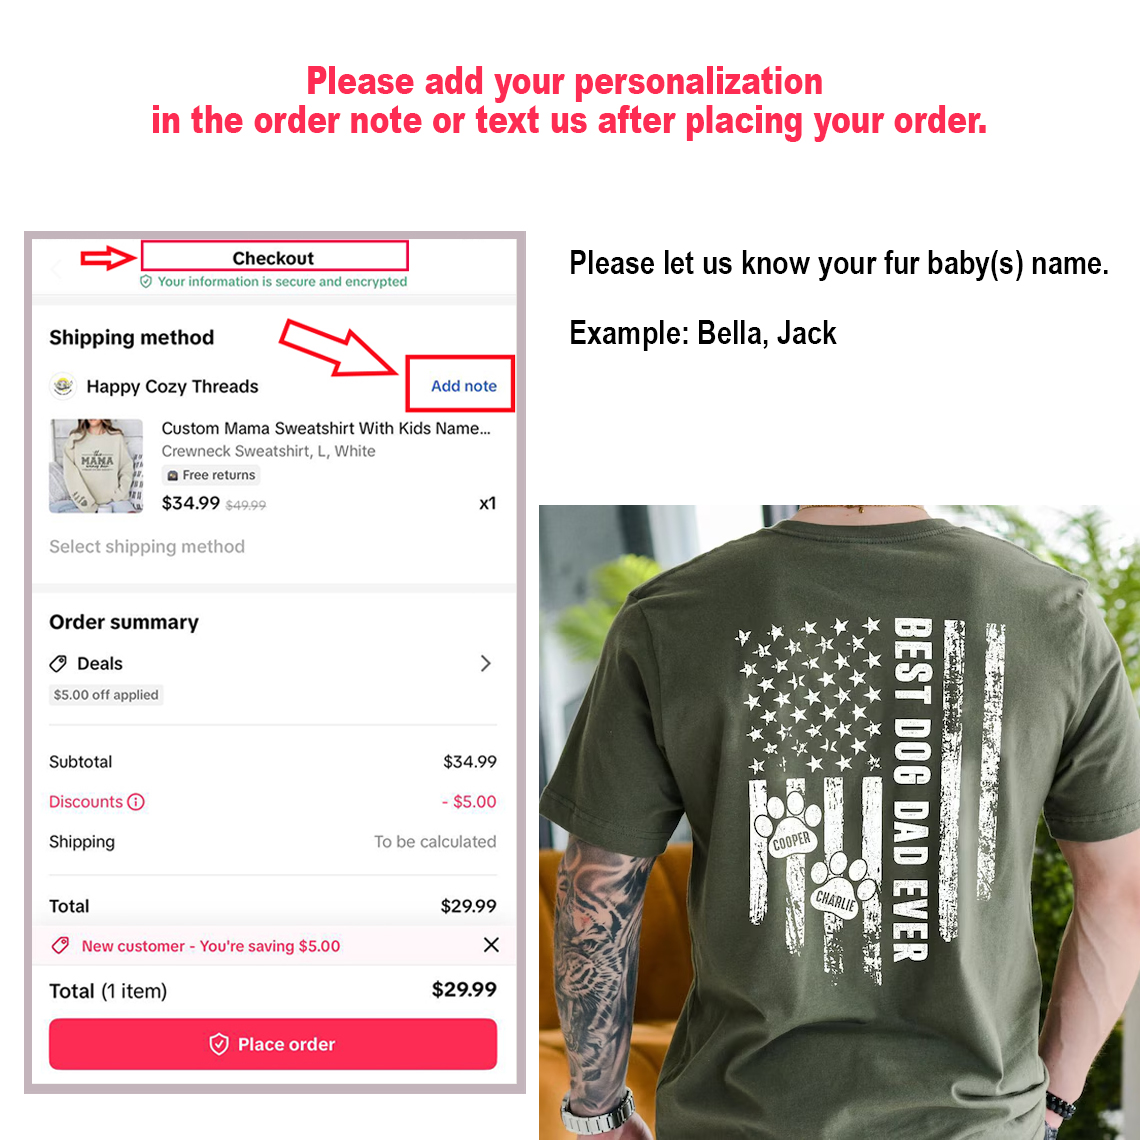 Please add your personalization
in the order note or text us after placing your order.
Checkout
Your information is secure and encrypted
Shipping method
Happy Cozy Threads
Add note
Custom Mama Sweatshirt With Kids Name...
Crewneck Sweatshirt, L, White
Free returns
$34.99 $49.99
x1
MAMA
Select shipping method
Order summary
Deals
$5.00 off applied
Subtotal
$34.99
Discounts
- $5.00
Shipping
To be calculated
Total
$29.99
New customer - You're saving $5.00
Total (1 item)
$29.99
Place order
Please let us know your fur baby(s) name.
Example: Bella, Jack
BEST DOG DAD EVER
COOPER
CHARLIE